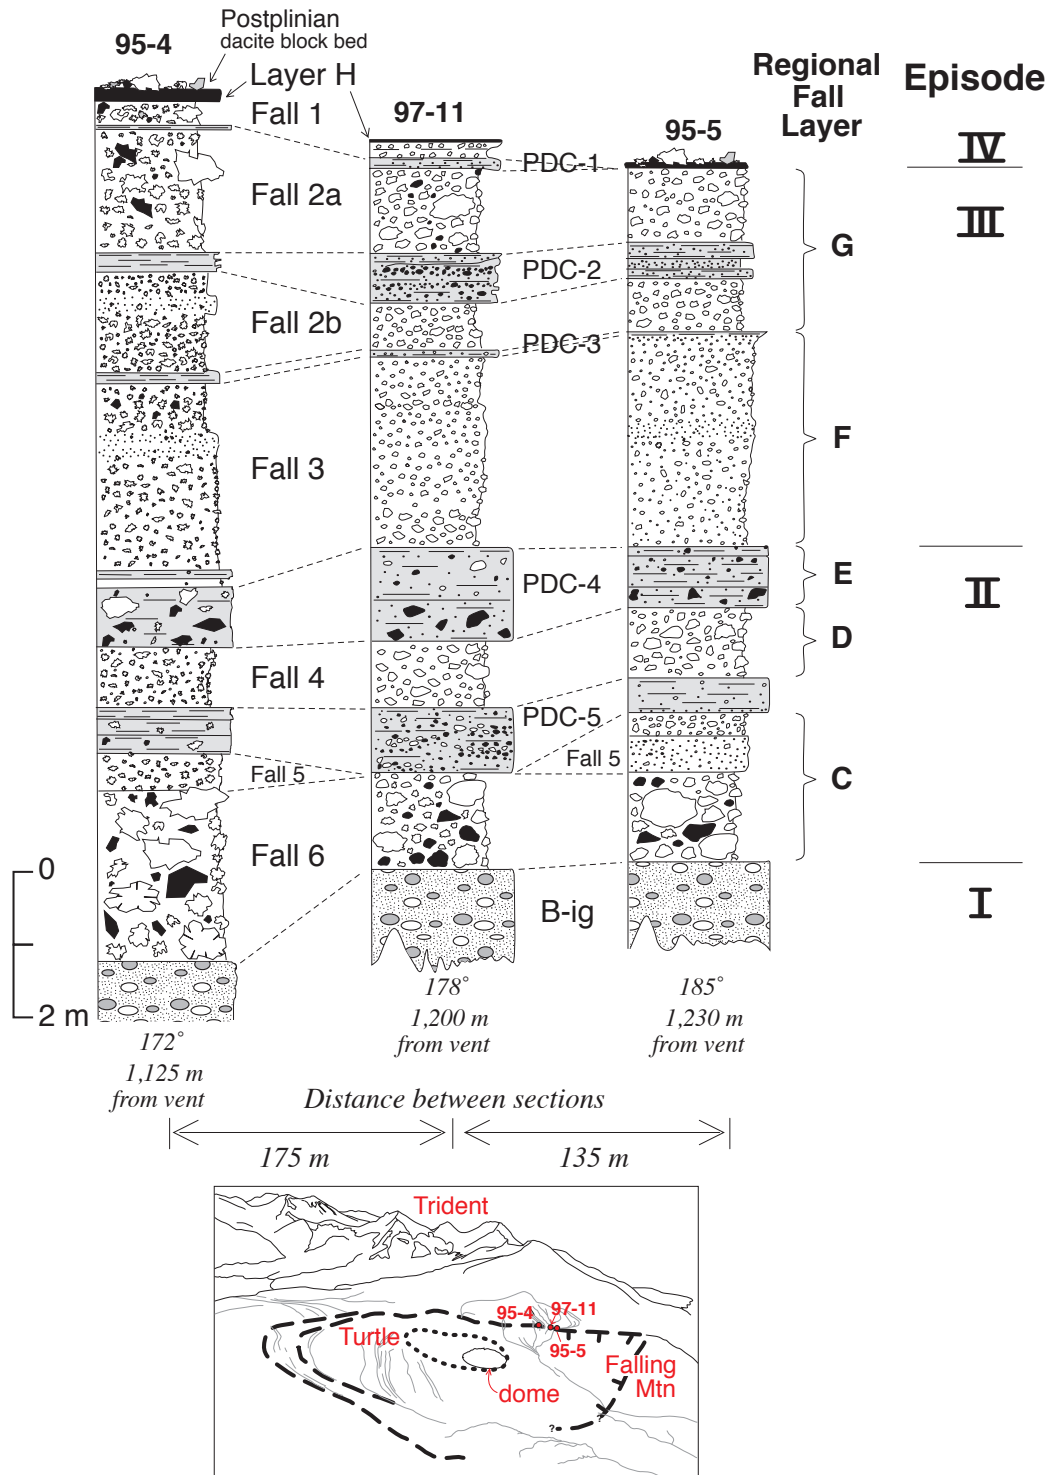 Postplinian
dacite block bed
95-4
Layer H
Fall 1
97-11
95-5
Regional
Fall
Layer
Episode
IV
PDC-1
Fall 2a
III
G
PDC-2
Fall 2b
PDC-3
F
Fall 3
PDC-4
E
II
D
Fall 4
PDC-5
Fall 5
Fall 5
C
Fall 6
0
B-ig
I
2 m
172°
1,125 m
from vent
178°
1,200 m
from vent
185°
1,230 m
from vent
Distance between sections
175 m
135 m
Trident
95-4
97-11
Turtle
95-5
Falling
Mtn
dome
?
?